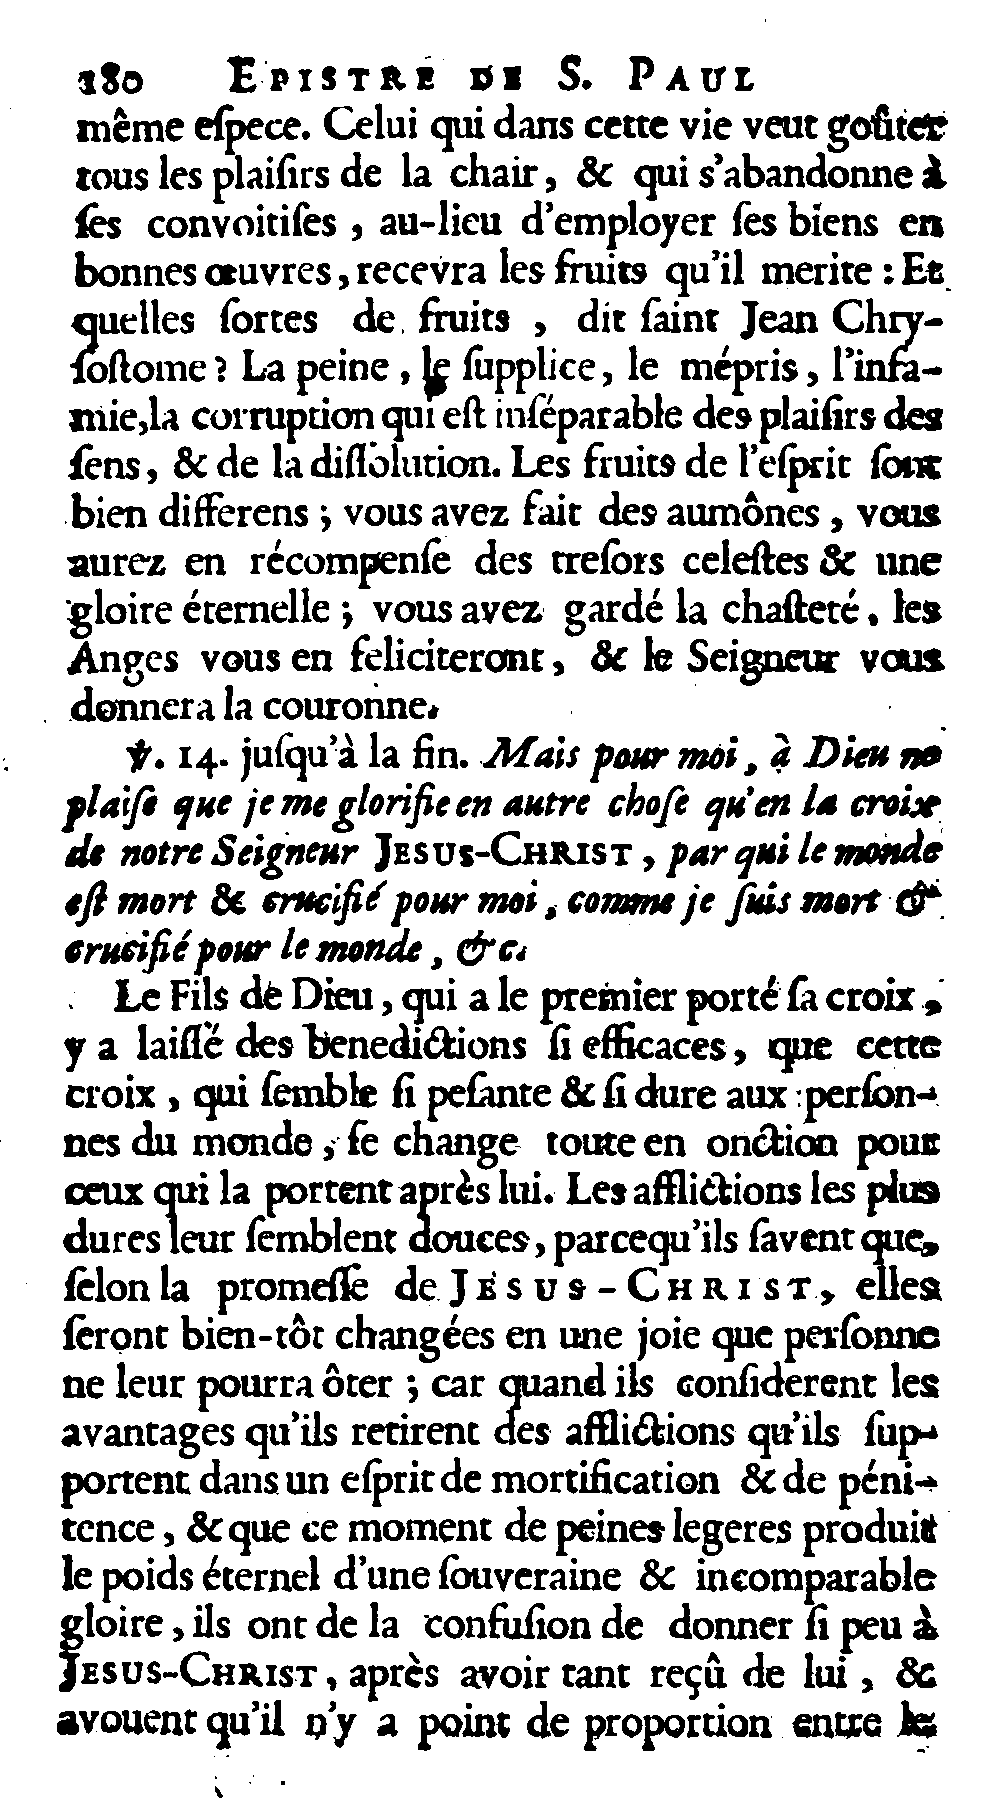 280 EPISTRE DE S. PAUL
même eſpece. Celui qui dans cette vie veut goûter
tous les plaiſirs de la chair, & qui s'abandonne à
ſes convoitiſes, au-lieu d'employer ſes biens en
bonnes œuvres, recevra les fruits qu'il merite : Et
quelles ſortes de fruits, dit ſaint Jean Chry-
ſoſtome ? La peine, le ſupplice, le mépris, l'infa-
mie, la corruption qui eſt inſéparable des plaiſirs des
ſens, & de la diſſolution. Les fruits de l'eſprit ſont
bien differens ; vous avez fait des aumônes, vous
aurez en récompenſe des treſors celeſtes & une
gloire éternelle ; vous avez gardé la chaſteté, les
Anges vous en feliciteront, & le Seigneur vous
donnera la couronne.
℣. 14. juſqu'à la fin. Mais pour moi, à Dieu ne
plaiſe que je me glorifie en autre choſe qu'en la croix
de notre Seigneur JESUS-CHRIST, par qui le monde
eſt mort & crucifié pour moi, comme je ſuis mort &
crucifié pour le monde, &c.
Le Fils de Dieu, qui a le premier porté ſa croix,
y a laiſſé des benedictions ſi efficaces, que cette
croix, qui ſemble ſi peſante & ſi dure aux perſon-
nes du monde, ſe change toute en onction pour
ceux qui la portent après lui. Les afflictions les plus
dures leur ſemblent douces, parcequ'ils ſavent que,
ſelon la promeſſe de JESUS-CHRIST, elles
ſeront bien-tôt changées en une joie que perſonne
ne leur pourra ôter ; car quand ils conſiderent les
avantages qu'ils retirent des afflictions qu'ils ſup-
portent dans un eſprit de mortification & de péni-
tence, & que ce moment de peines legeres produit
le poids éternel d'une ſouveraine & incomparable
gloire, ils ont de la confuſion de donner ſi peu à
JESUS-CHRIST, après avoir tant reçû de lui, &
avouent qu'il n'y a point de proportion entre le